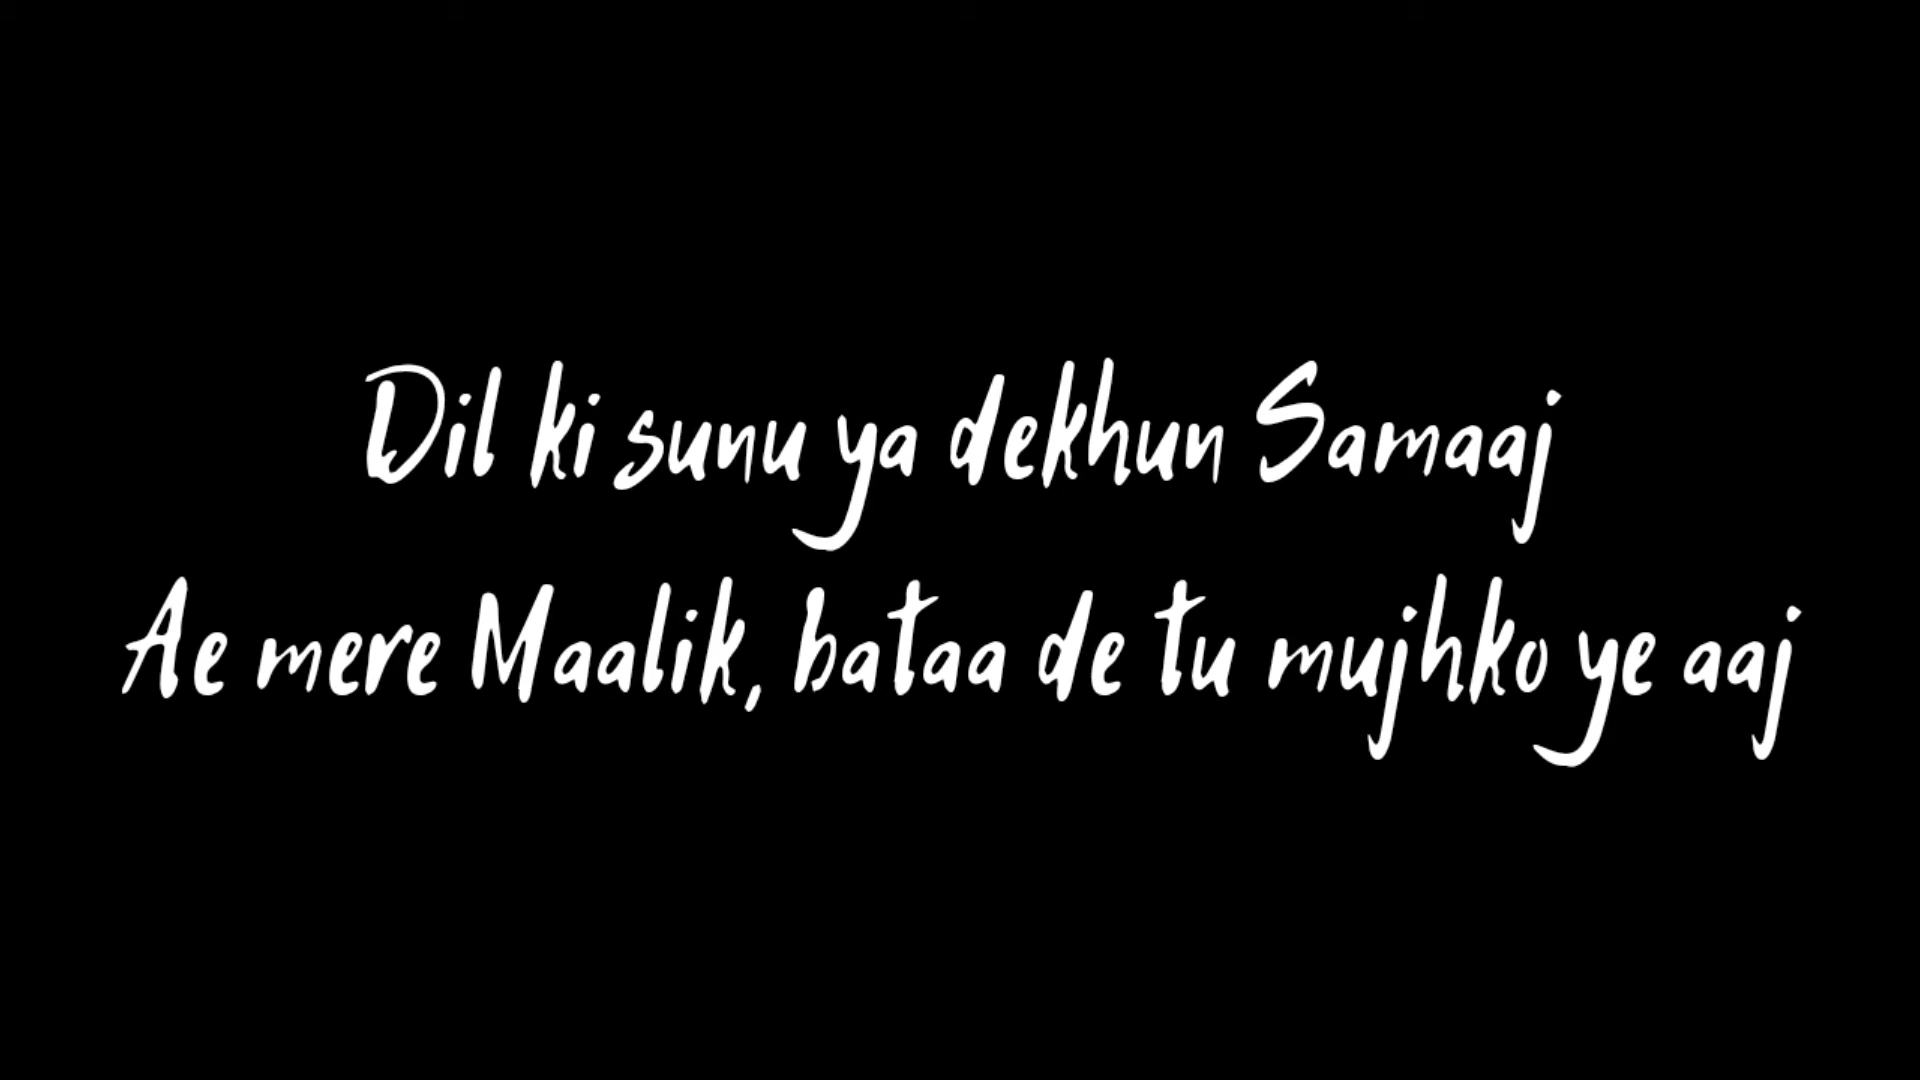 Dil ki sunu ya dekhun Samaaj
Ae mere Maalik, bataa de tu mujhko ye aaj